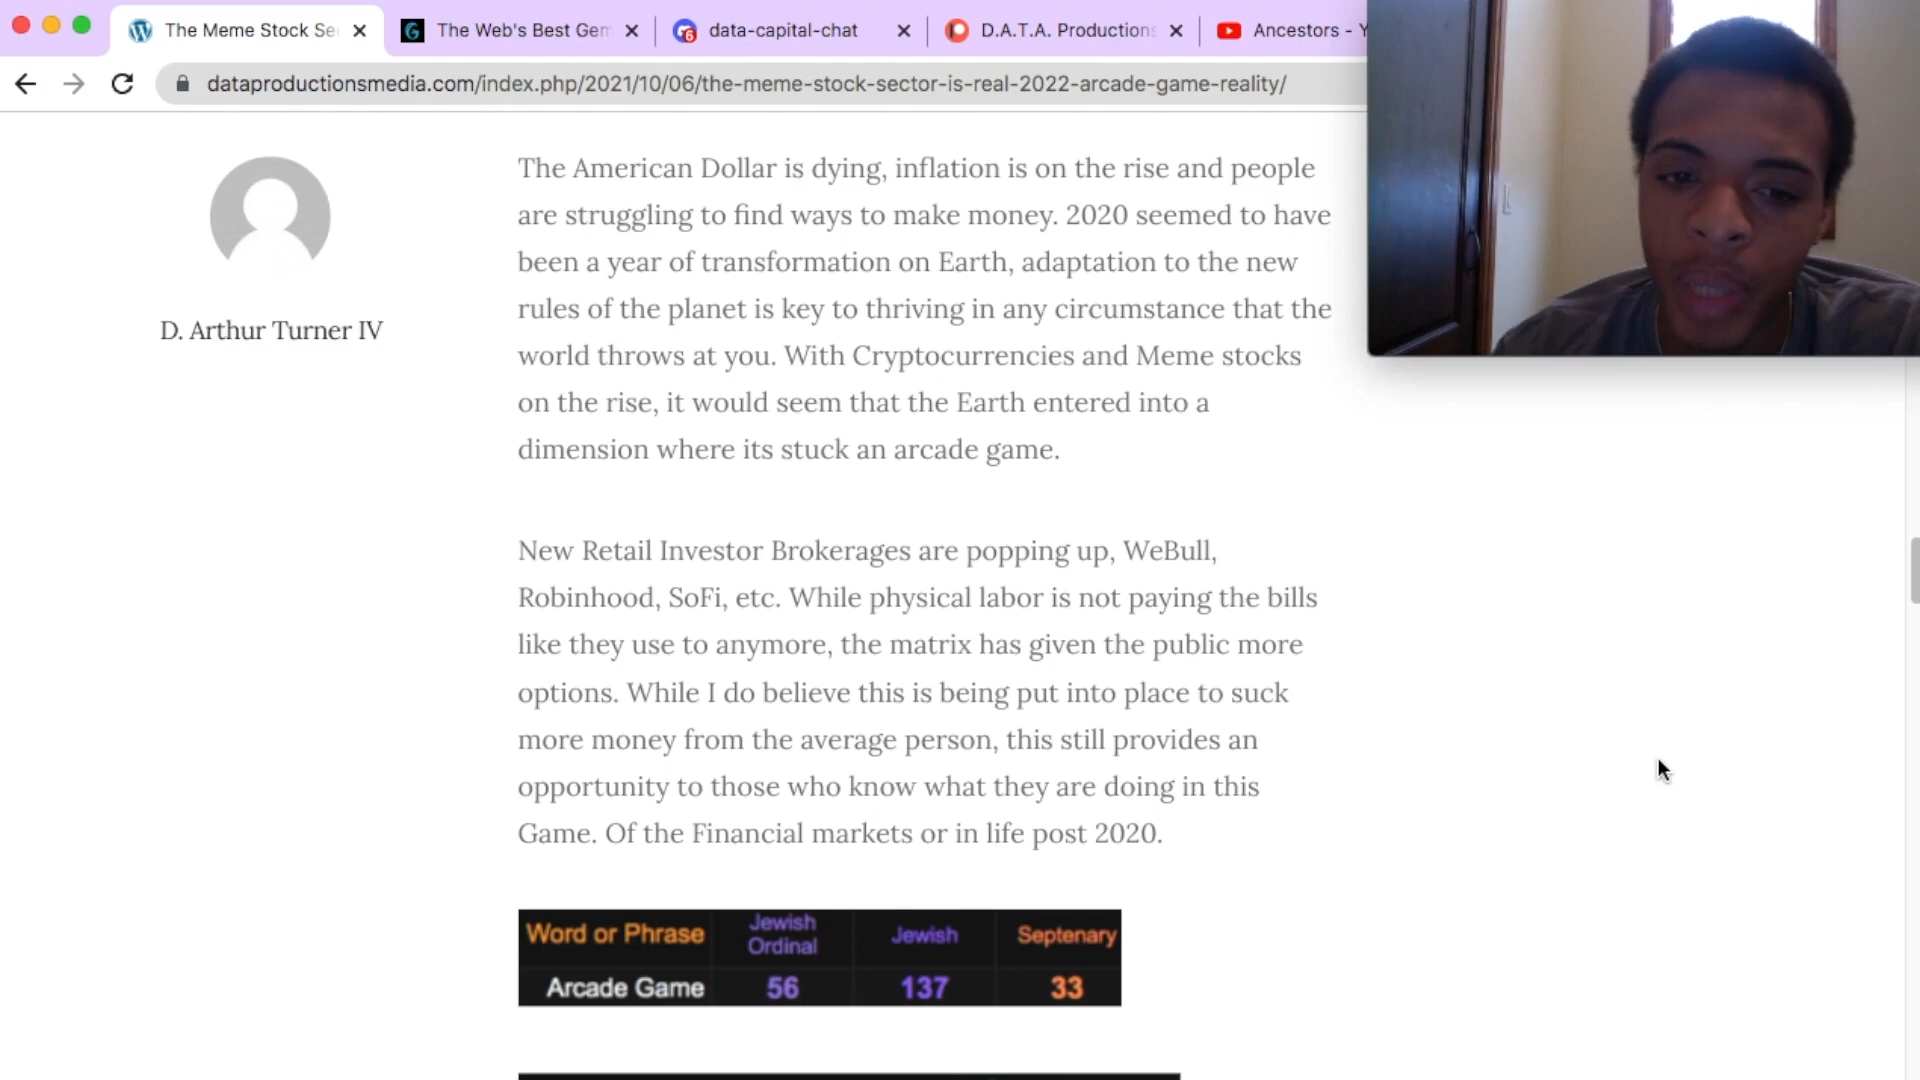 The Meme Stock Se
The Web's Best Gem
data-capital-chat
D.A.T.A. Productions
Ancestors - Y
6
dataproductionsmedia.com/index.php/2021/10/06/the-meme-stock-sector-is-real-2022-arcade-game-reality/
D. Arthur Turner IV
The American Dollar is dying, inflation is on the rise and people
are struggling to find ways to make money. 2020 seemed to have
been a year of transformation on Earth, adaptation to the new
rules of the planet is key to thriving in any circumstance that the
world throws at you. With Cryptocurrencies and Meme stocks
on the rise, it would seem that the Earth entered into a
dimension where its stuck an arcade game.
New Retail Investor Brokerages are popping up, WeBull,
Robinhood, SoFi, etc. While physical labor is not paying the bills
like they use to anymore, the matrix has given the public more
options. While I do believe this is being put into place to suck
more money from the average person, this still provides an
opportunity to those who know what they are doing in this
Game. Of the Financial markets or in life post 2020.
Word or Phrase Jewish Ordinal Jewish Septenary
Arcade Game 56 137 33